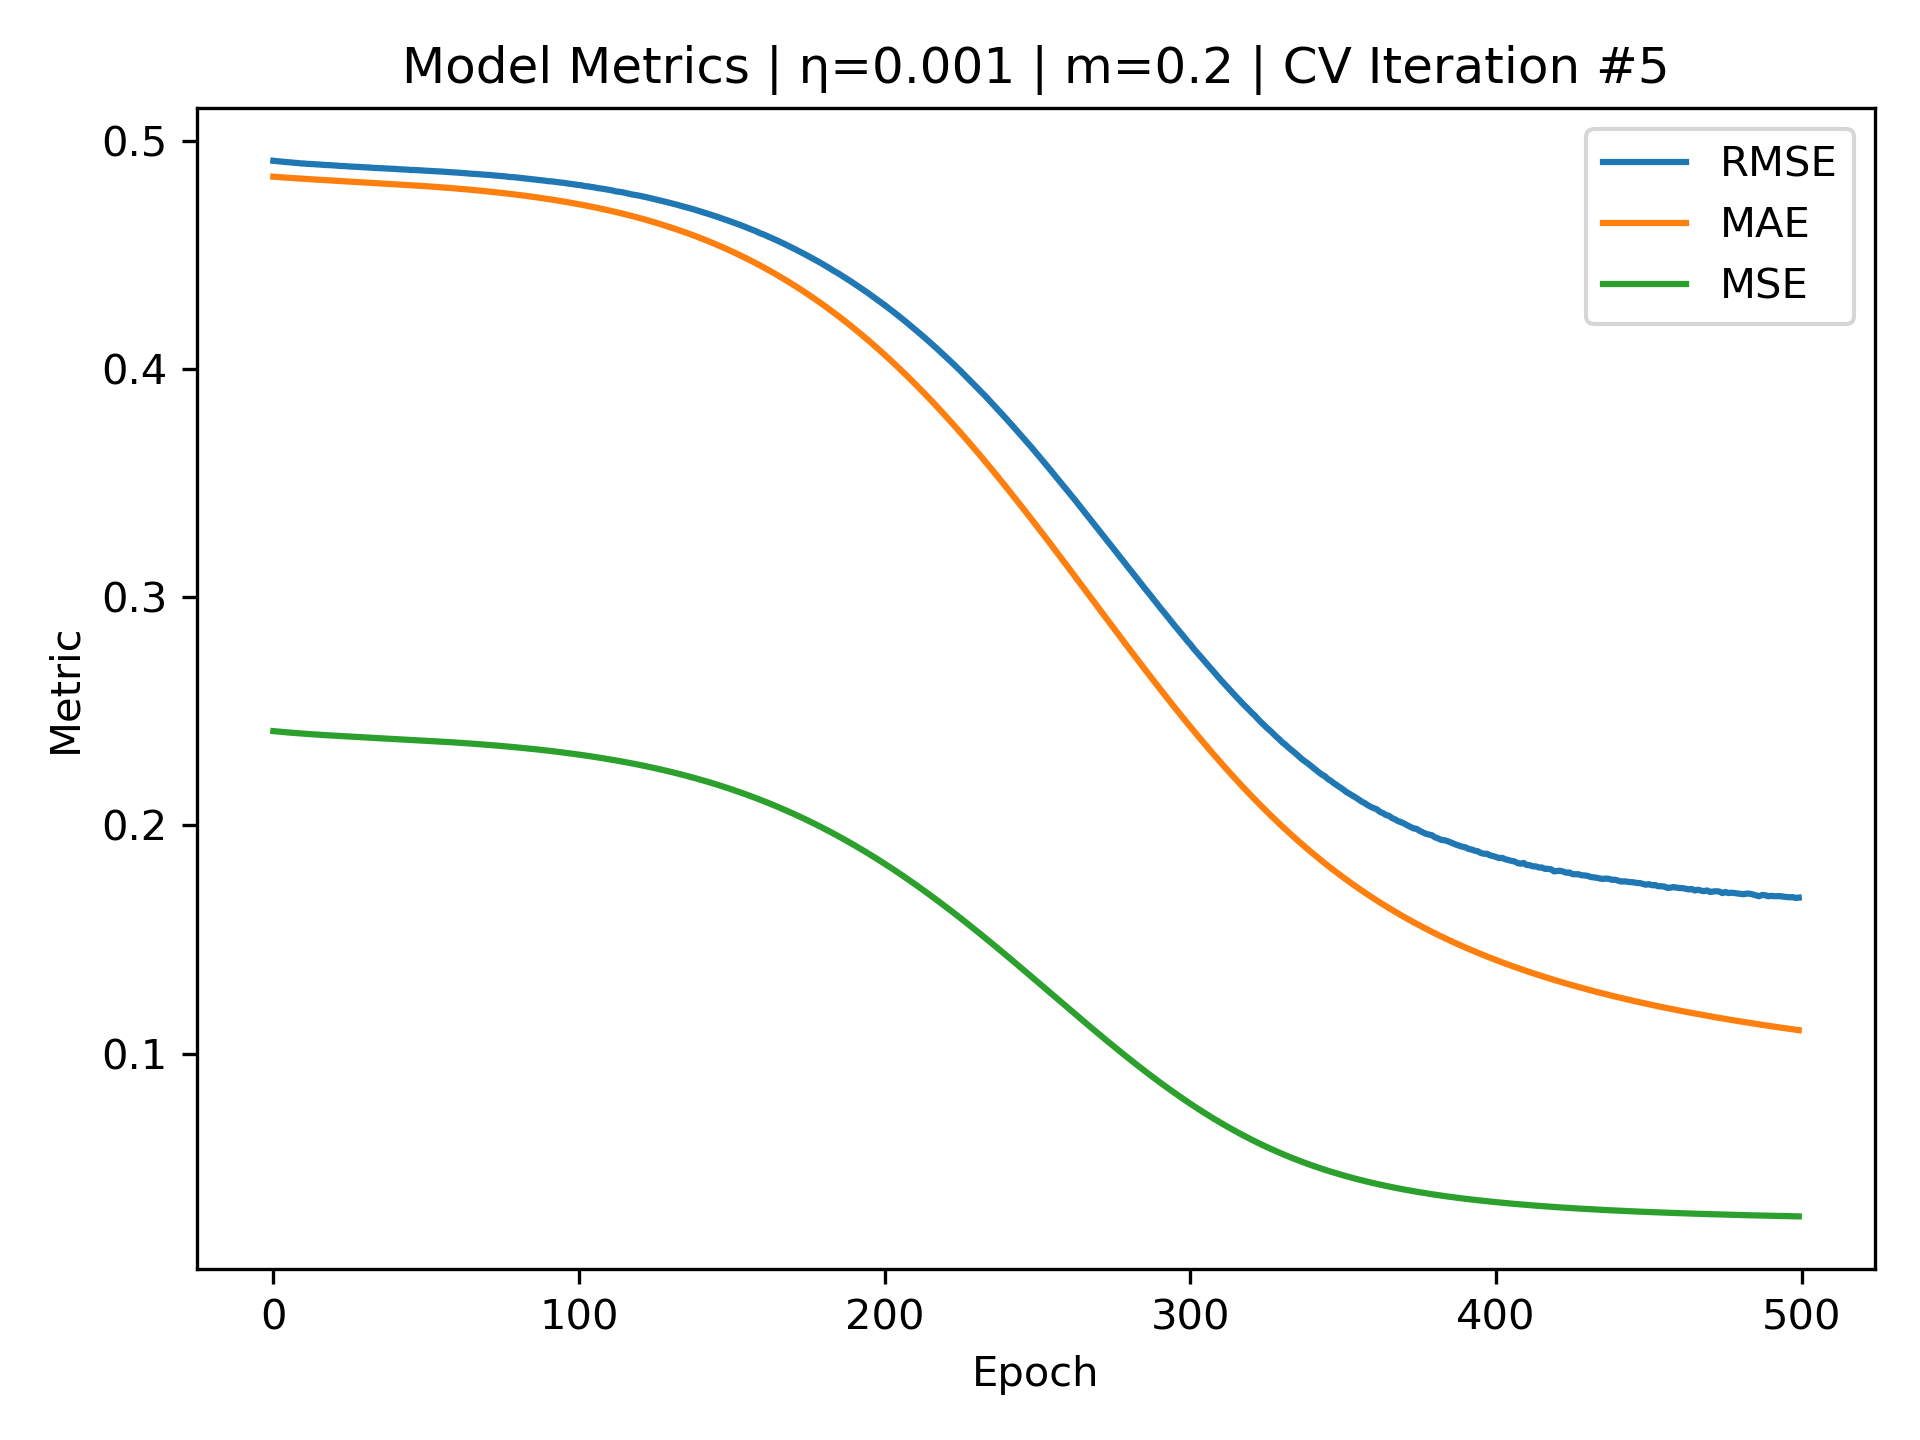 Model Metrics | η=0.001 | m=0.2 | CV Iteration #5
RMSE
MAE
MSE
0.5
0.4
0.3
0.2
0.1
Metric
0 100 200 300 400 500
Epoch